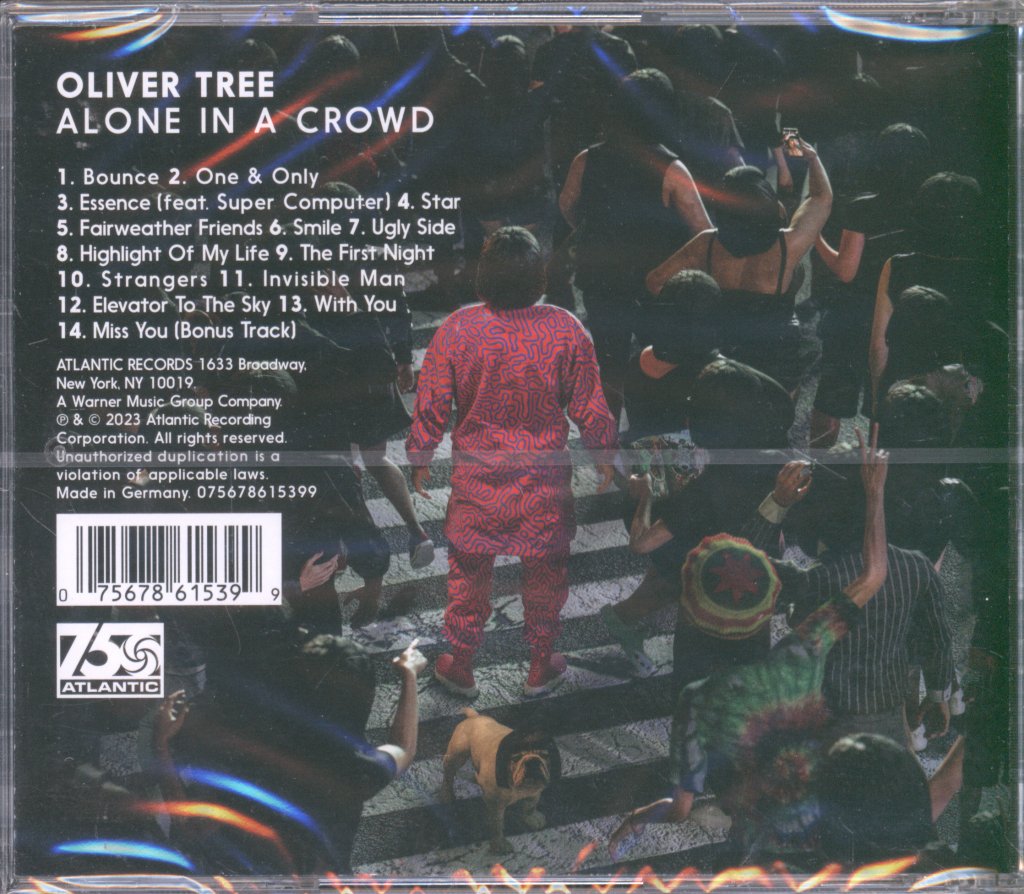 OLIVER TREE
ALONE IN A CROWD
1. Bounce 2. One & Only
3. Essence (feat. Super Computer) 4. Star
5. Fairweather Friends 6. Smile 7. Ugly Side
8. Highlight Of My Life 9. The First Night
10. Strangers 11. Invisible Man
12. Elevator To The Sky 13. With You
14. Miss You (Bonus Track)
ATLANTIC RECORDS 1633 Broadway,
New York, NY 10019,
A Warner Music Group Company.
℗ & © 2023 Atlantic Recording
Corporation. All rights reserved.
Unauthorized duplication is a
violation of applicable laws.
Made in Germany. 075678615399
0 75678 61539 9
75
ATLANTIC